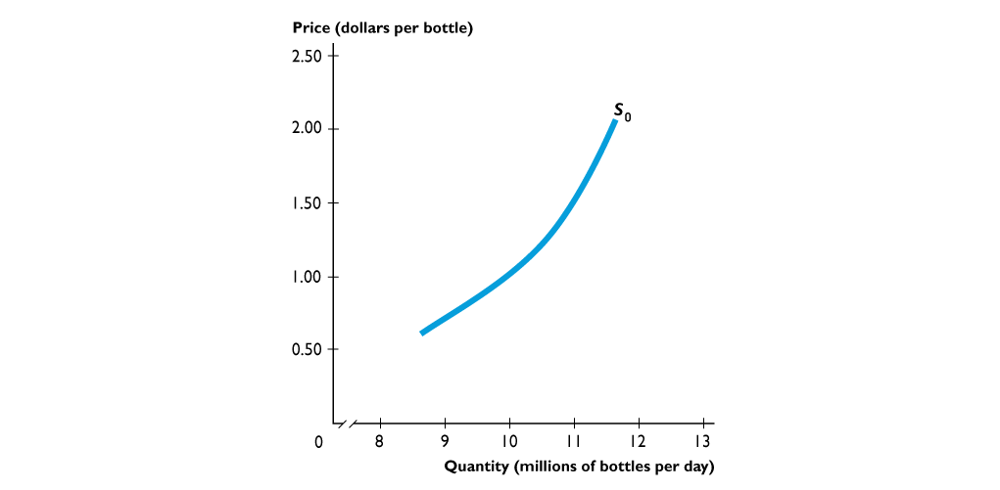 Price (dollars per bottle)
2.50
S0
2.00
1.50
1.00
0.50
0 8 9 10 11 12 13
Quantity (millions of bottles per day)